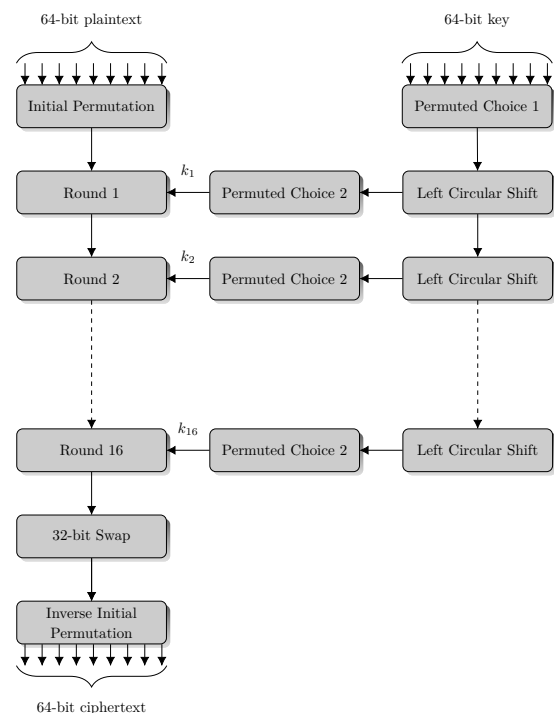 64-bit plaintext
64-bit key
Initial Permutation
Permuted Choice 1
Round 1
k1
Permuted Choice 2
Left Circular Shift
Round 2
k2
Permuted Choice 2
Left Circular Shift
Round 16
k16
Permuted Choice 2
Left Circular Shift
32-bit Swap
Inverse Initial
Permutation
64-bit ciphertext